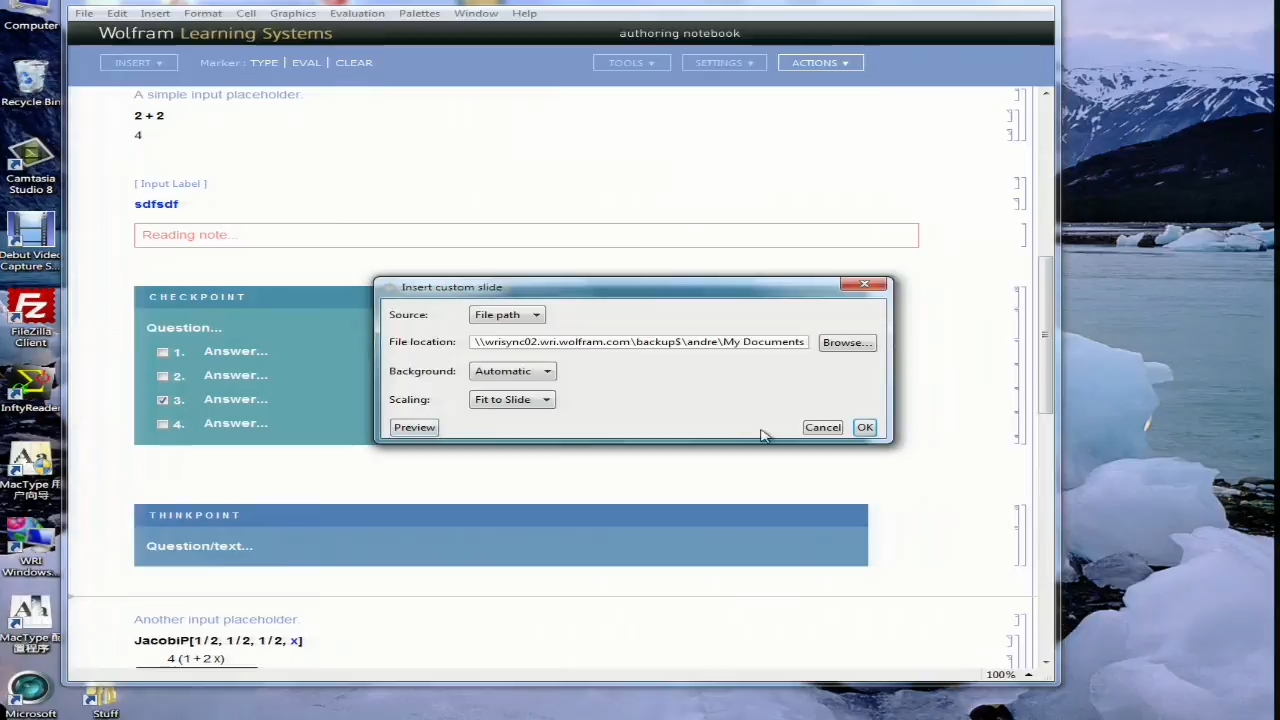 Computer
Recycle Bin
Camtasia
Studio 8
Debut Video
Capture S...
FileZilla
Client
InftyReader
MacType 用
户向导
WRI
Windows...
MacType 配
置程序
Microsoft
Stuff
File Edit Insert Format Cell Graphics Evaluation Palettes Window Help
Wolfram Learning Systems
authoring notebook
INSERT
Marker : TYPE | EVAL | CLEAR
TOOLS
SETTINGS
ACTIONS
A simple input placeholder.
2 + 2
4
[ Input Label ]
sdfsdf
Reading note...
CHECKPOINT
Question...
1. Answer...
2. Answer...
3. Answer...
4. Answer...
Insert custom slide
Source: File path
File location: \\wrisync02.wri.wolfram.com\backup$\andre\My Documents Browse...
Background: Automatic
Scaling: Fit to Slide
Preview Cancel OK
THINKPOINT
Question/text...
Another input placeholder.
JacobiP[1/2, 1/2, 1/2, x]
4 (1 + 2 x)
100%